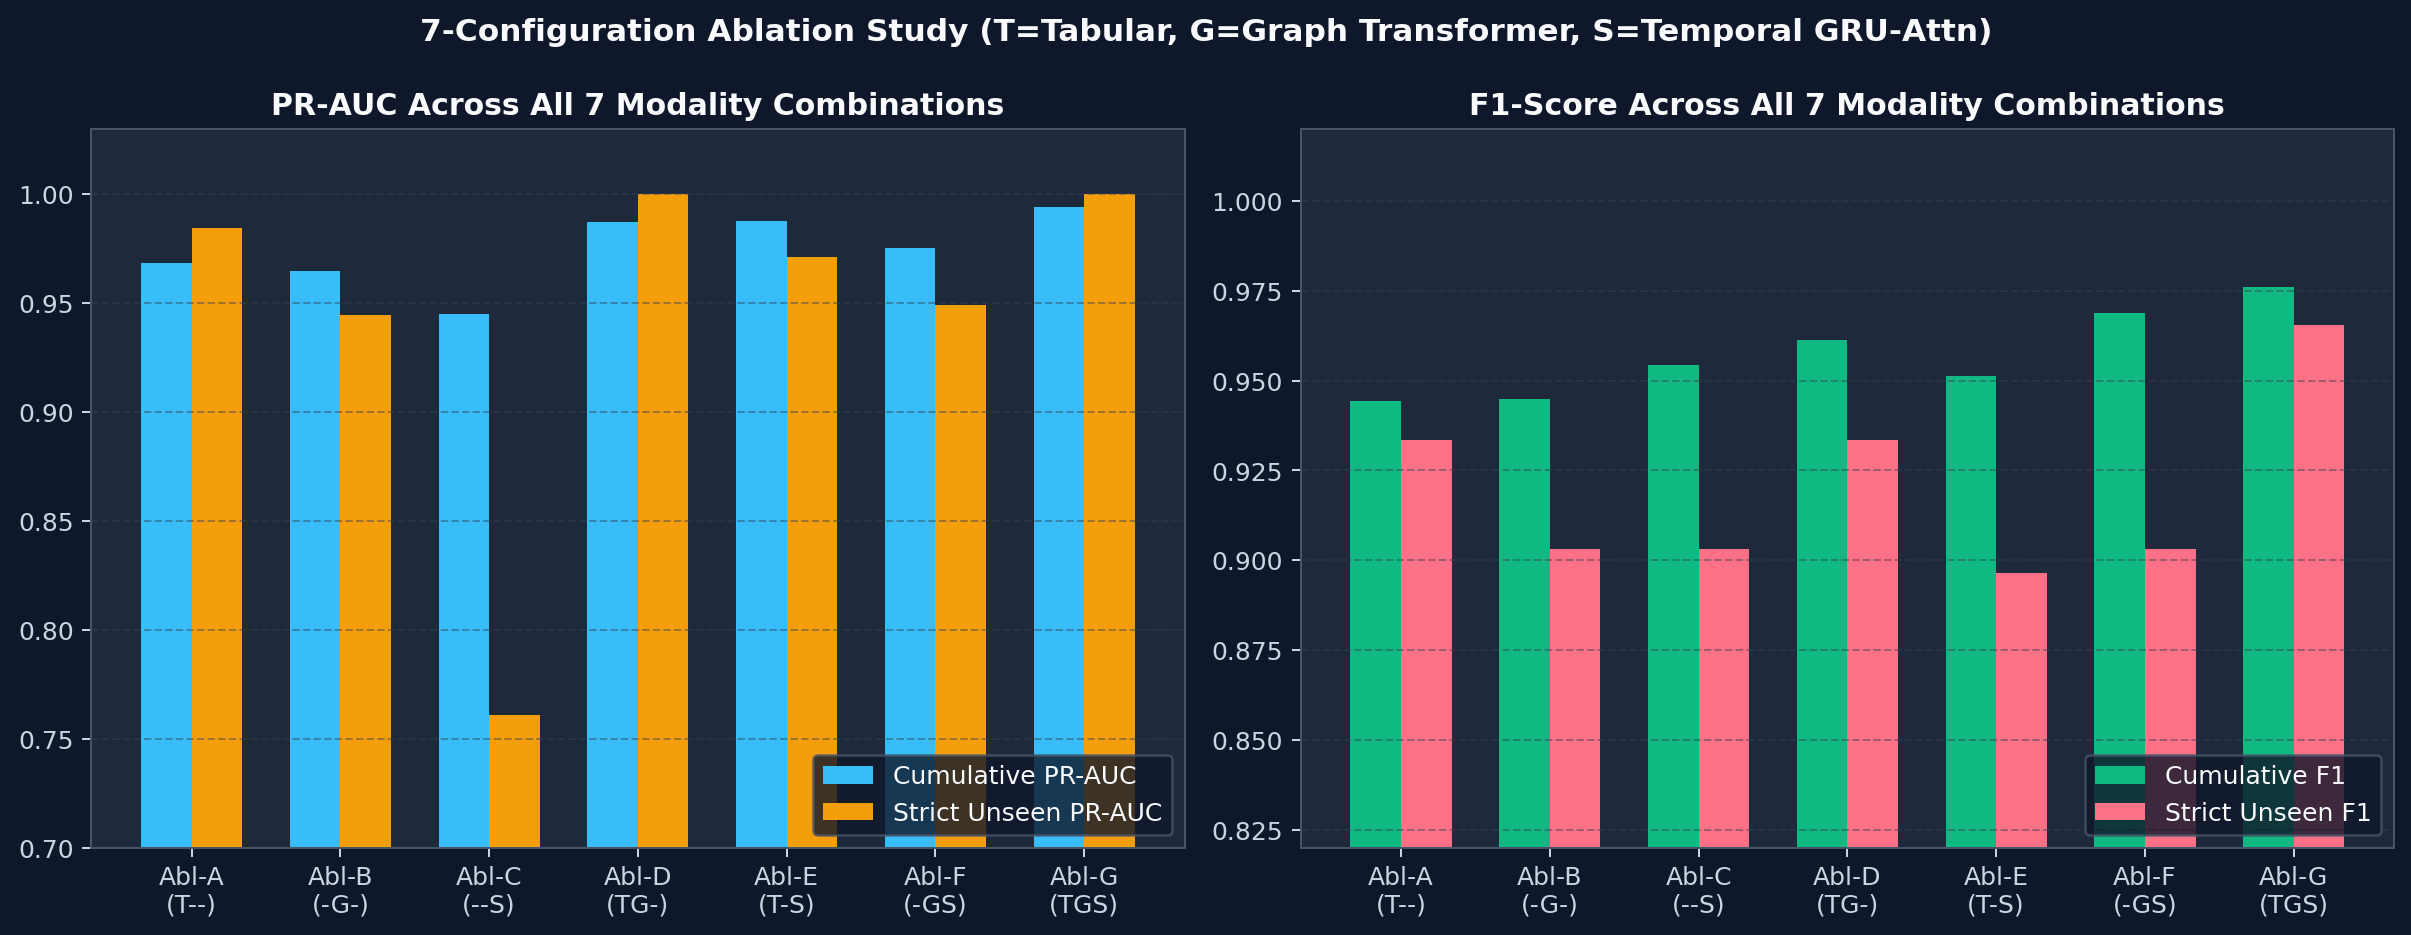 7-Configuration Ablation Study (T=Tabular, G=Graph Transformer, S=Temporal GRU-Attn)
PR-AUC Across All 7 Modality Combinations
1.00
0.95
0.90
0.85
0.80
0.75
0.70
Cumulative PR-AUC
Strict Unseen PR-AUC
Abl-A
(T--)
Abl-B
(-G-)
Abl-C
(--S)
Abl-D
(TG-)
Abl-E
(T-S)
Abl-F
(-GS)
Abl-G
(TGS)
F1-Score Across All 7 Modality Combinations
1.000
0.975
0.950
0.925
0.900
0.875
0.850
0.825
Cumulative F1
Strict Unseen F1
Abl-A
(T--)
Abl-B
(-G-)
Abl-C
(--S)
Abl-D
(TG-)
Abl-E
(T-S)
Abl-F
(-GS)
Abl-G
(TGS)